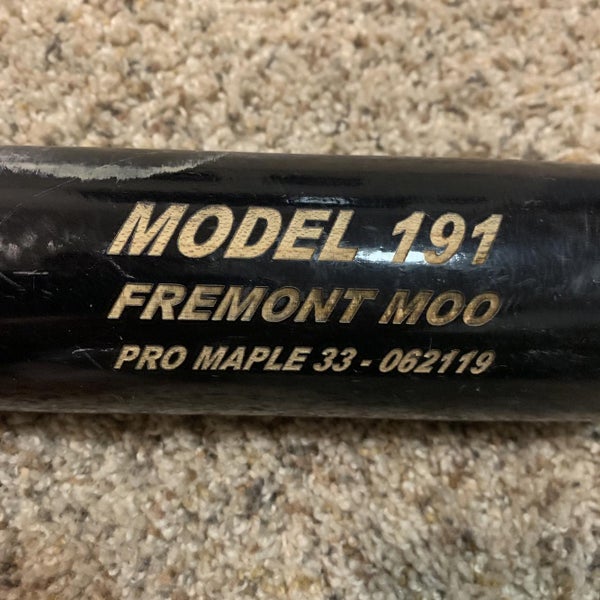 MODEL 191
FREMONT MOO
PRO MAPLE 33 - 062119